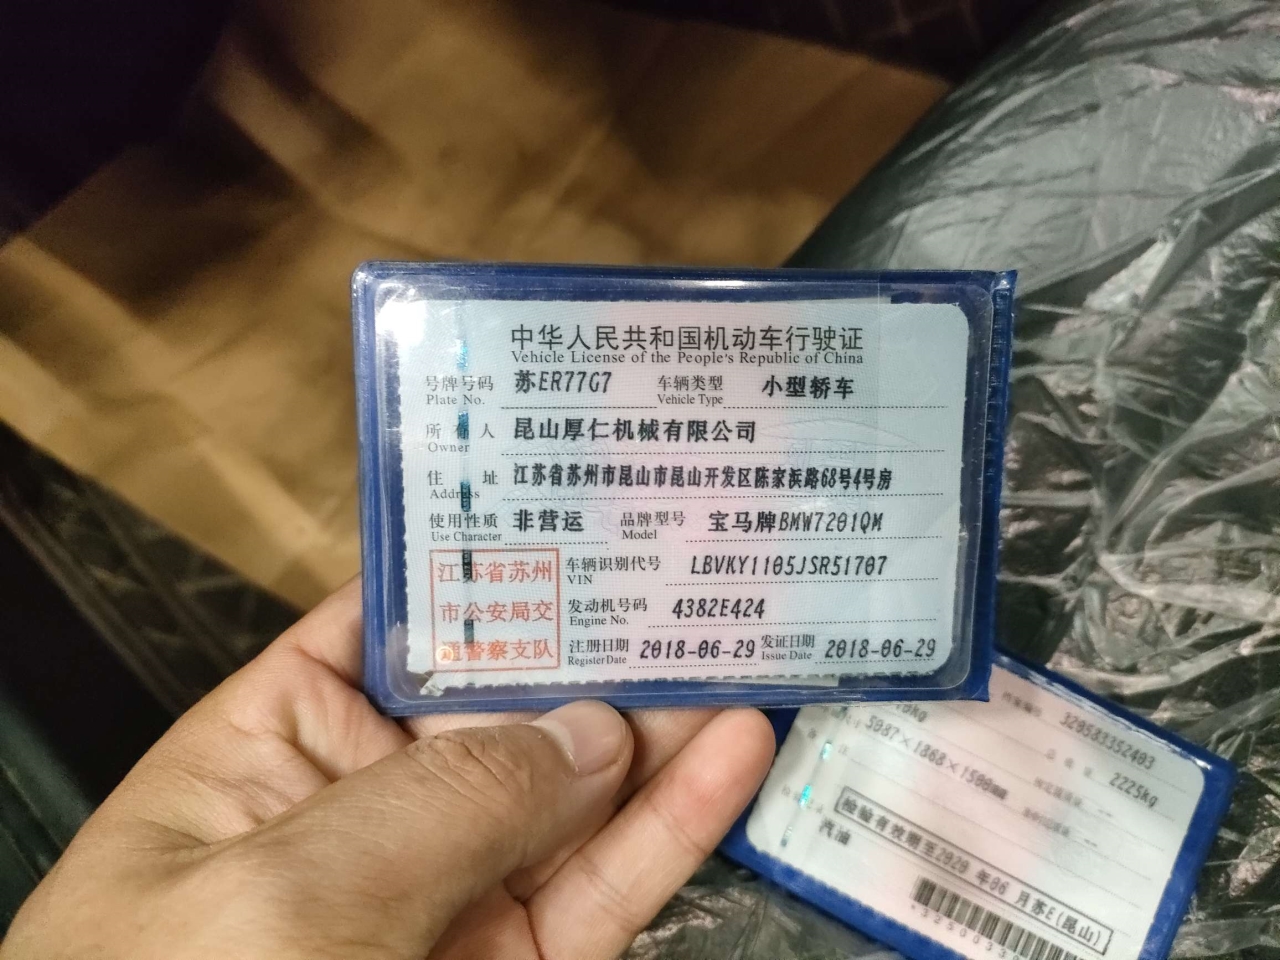 中华人民共和国机动车行驶证
Vehicle License of the People's Republic of China
号牌号码 苏ER77G7 车辆类型 小型轿车
Plate No. Vehicle Type
所有人 昆山厚仁机械有限公司
Owner
住址 江苏省苏州市昆山市昆山开发区陈家浜路68号4号房
Address
使用性质 非营运 品牌型号 宝马牌BMW7201QM
Use Character Model
江苏省苏州
市公安局交
通警察支队
车辆识别代号 LBVKY1105JSR51707
VIN
发动机号码 4382E424
Engine No.
注册日期 2018-06-29 发证日期 2018-06-29
Register Date Issue Date
320583352403
2225kg
5087×1868×1500mm
检验有效期至2020年06月苏E(昆山)
汽油